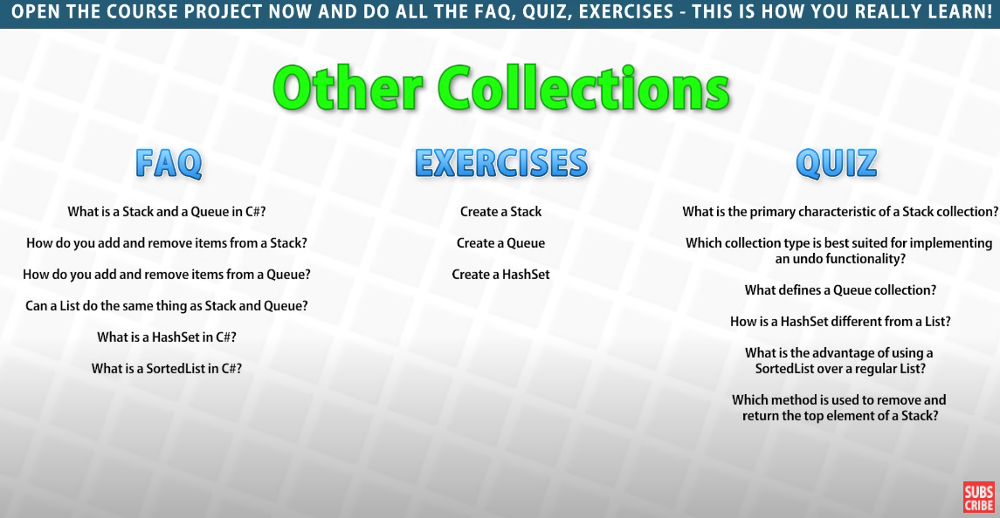 OPEN THE COURSE PROJECT NOW AND DO ALL THE FAQ, QUIZ, EXERCISES - THIS IS HOW YOU REALLY LEARN!
Other Collections
FAQ
What is a Stack and a Queue in C#?
How do you add and remove items from a Stack?
How do you add and remove items from a Queue?
Can a List do the same thing as Stack and Queue?
What is a HashSet in C#?
What is a SortedList in C#?
EXERCISES
Create a Stack
Create a Queue
Create a HashSet
QUIZ
What is the primary characteristic of a Stack collection?
Which collection type is best suited for implementing
an undo functionality?
What defines a Queue collection?
How is a HashSet different from a List?
What is the advantage of using a
SortedList over a regular List?
Which method is used to remove and
return the top element of a Stack?
SUBS
CRIBE